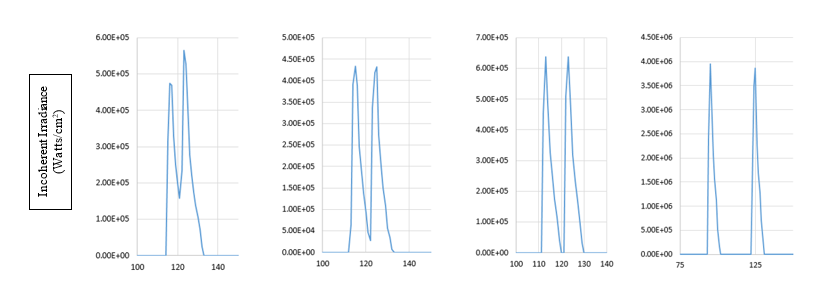 Incoherent Irradiance
(Watts/cm²)
6.00E+05
5.00E+05
4.00E+05
3.00E+05
2.00E+05
1.00E+05
0.00E+00
100 120 140
5.00E+05
4.50E+05
4.00E+05
3.50E+05
3.00E+05
2.50E+05
2.00E+05
1.50E+05
1.00E+05
5.00E+04
0.00E+00
100 120 140
7.00E+05
6.00E+05
5.00E+05
4.00E+05
3.00E+05
2.00E+05
1.00E+05
0.00E+00
100 110 120 130 140
4.50E+06
4.00E+06
3.50E+06
3.00E+06
2.50E+06
2.00E+06
1.50E+06
1.00E+06
5.00E+05
0.00E+00
75 125